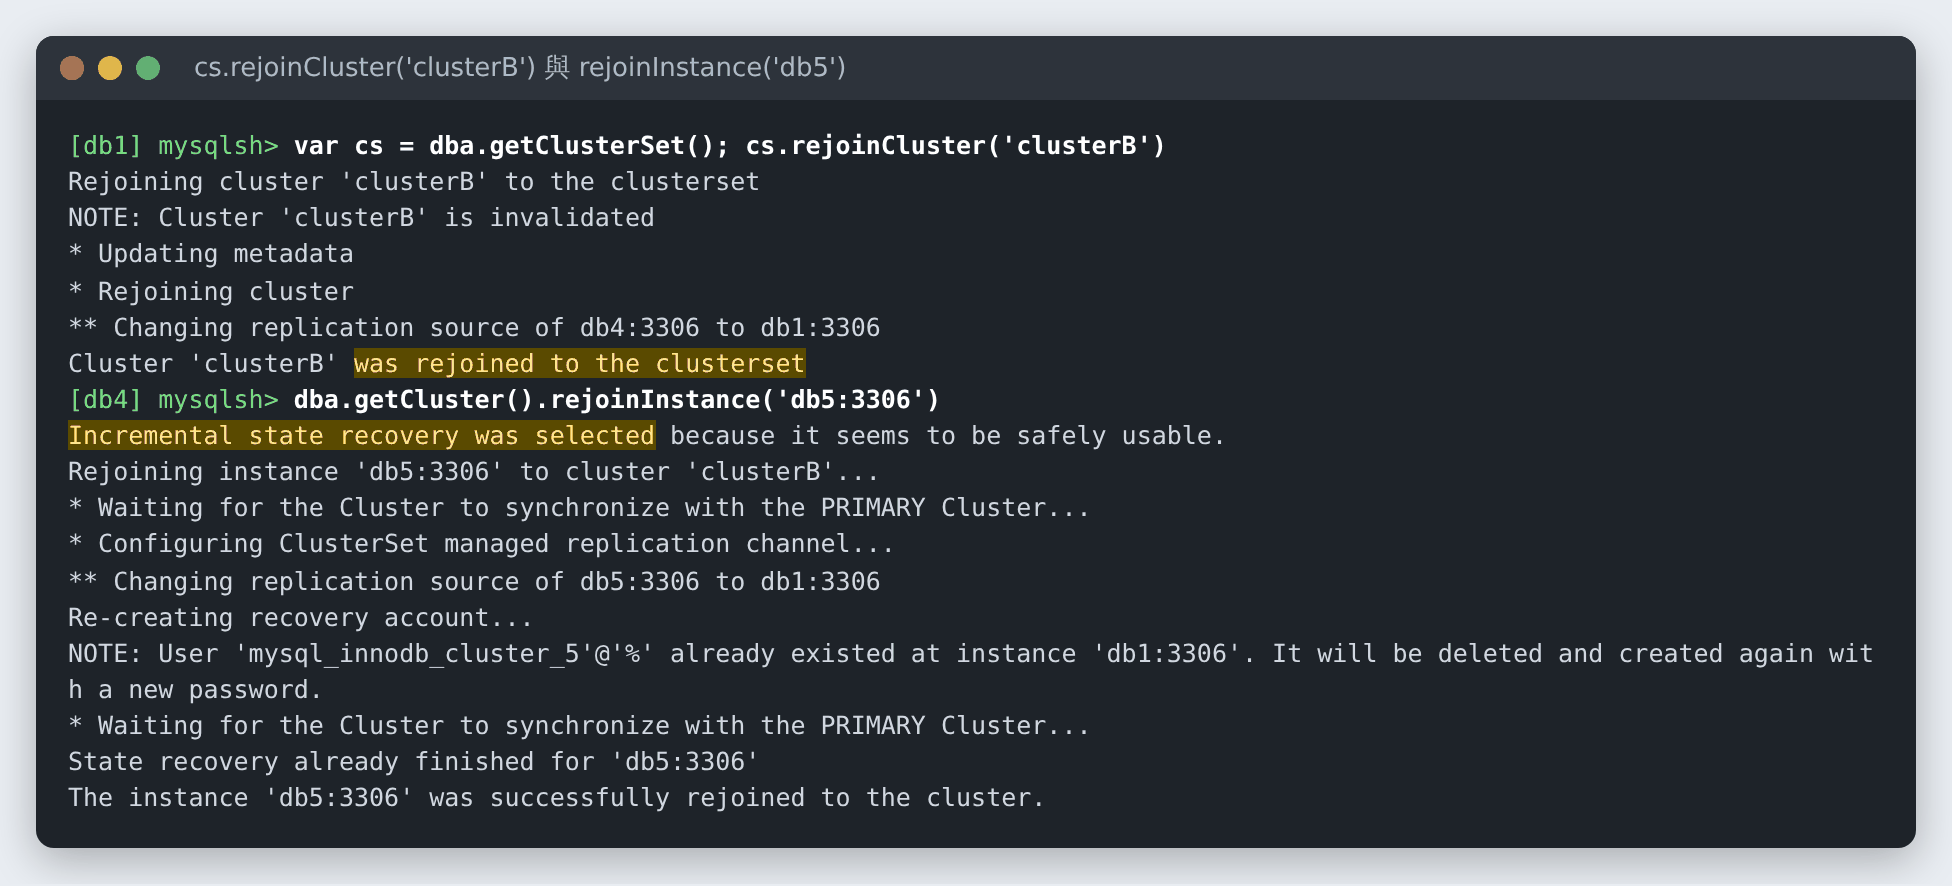 cs.rejoinCluster('clusterB') 與 rejoinInstance('db5')
[db1] mysqlsh> var cs = dba.getClusterSet(); cs.rejoinCluster('clusterB')
Rejoining cluster 'clusterB' to the clusterset
NOTE: Cluster 'clusterB' is invalidated
* Updating metadata
* Rejoining cluster
** Changing replication source of db4:3306 to db1:3306
Cluster 'clusterB' was rejoined to the clusterset
[db4] mysqlsh> dba.getCluster().rejoinInstance('db5:3306')
Incremental state recovery was selected because it seems to be safely usable.
Rejoining instance 'db5:3306' to cluster 'clusterB'...
* Waiting for the Cluster to synchronize with the PRIMARY Cluster...
* Configuring ClusterSet managed replication channel...
** Changing replication source of db5:3306 to db1:3306
Re-creating recovery account...
NOTE: User 'mysql_innodb_cluster_5'@'%' already existed at instance 'db1:3306'. It will be deleted and created again wit
h a new password.
* Waiting for the Cluster to synchronize with the PRIMARY Cluster...
State recovery already finished for 'db5:3306'
The instance 'db5:3306' was successfully rejoined to the cluster.